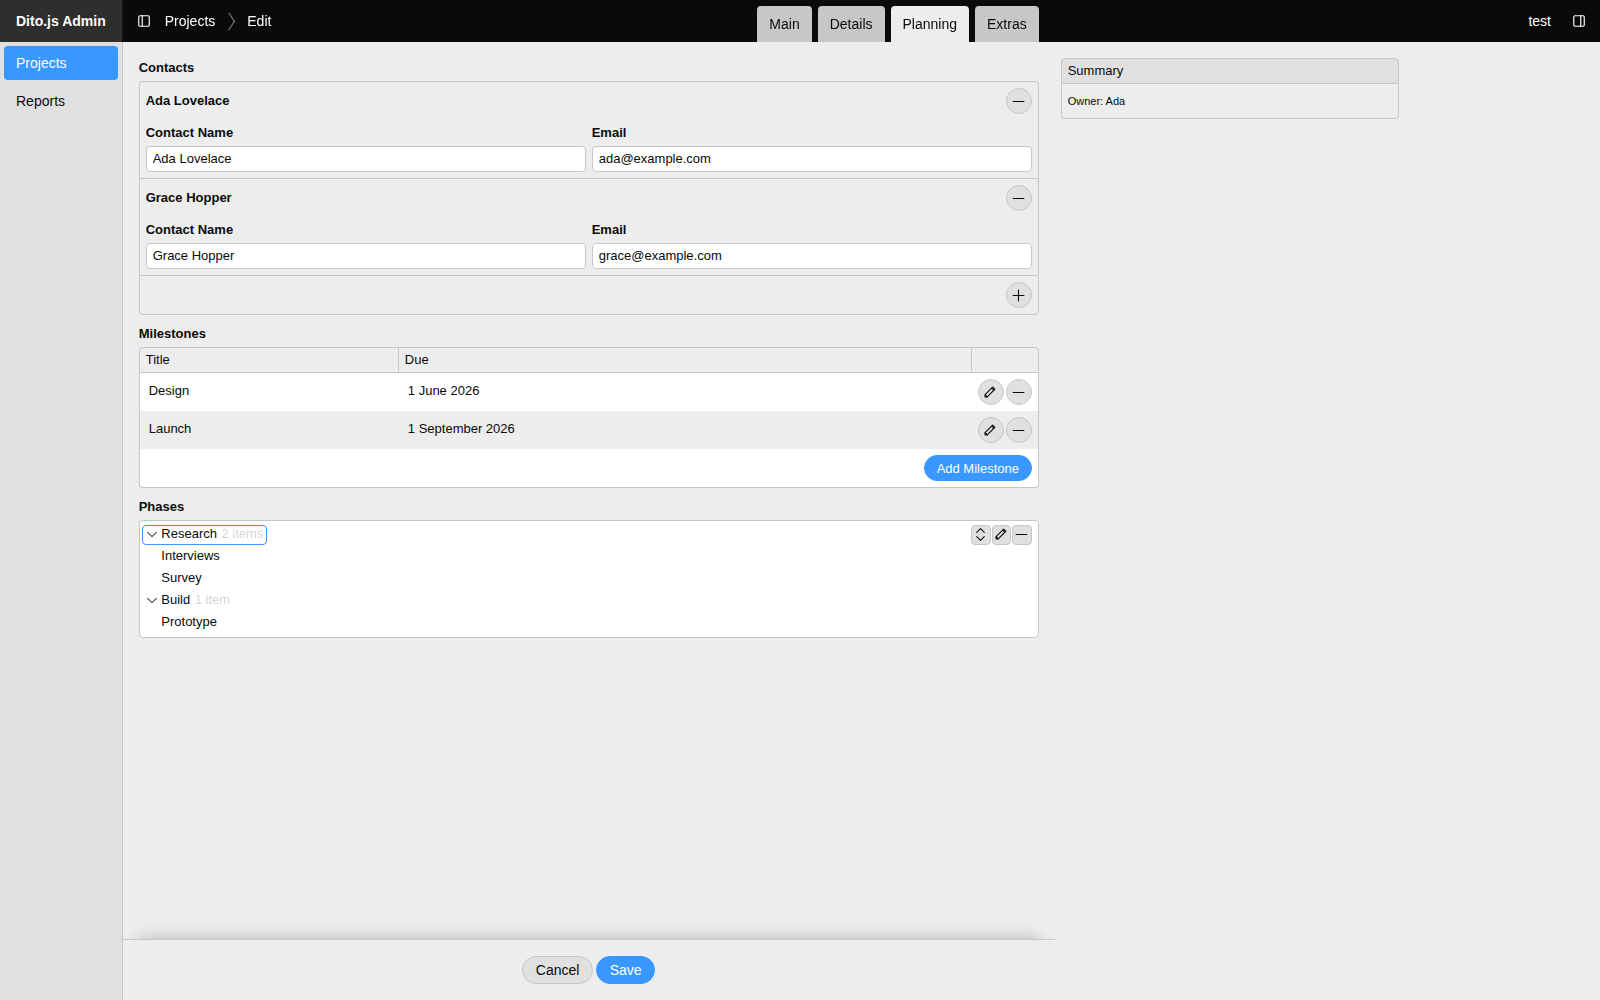 Dito.js Admin
Projects
Edit
Main
Details
Planning
Extras
test
Projects
Reports
Contacts
Ada Lovelace
Contact Name
Email
Ada Lovelace
ada@example.com
Grace Hopper
Contact Name
Email
Grace Hopper
grace@example.com
Milestones
Title
Due
Design
1 June 2026
Launch
1 September 2026
Add Milestone
Phases
Research 2 items
Interviews
Survey
Build 1 item
Prototype
Summary
Owner: Ada
Cancel
Save